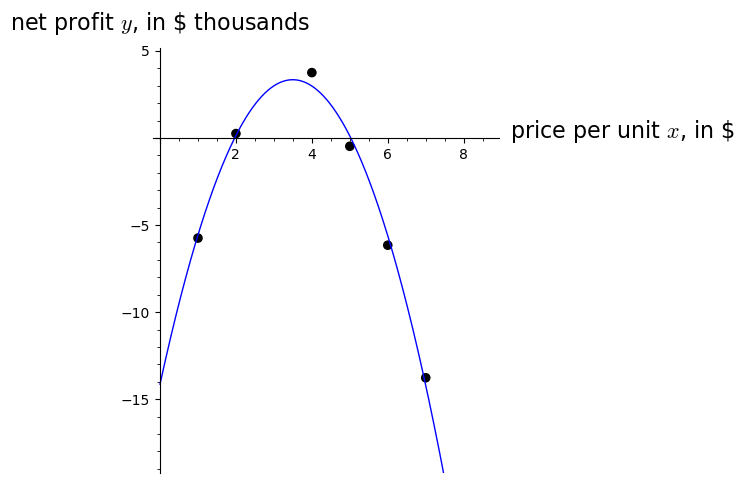 net profit y, in $ thousands
5
price per unit x, in $
2 4 6 8
−5
−10
−15